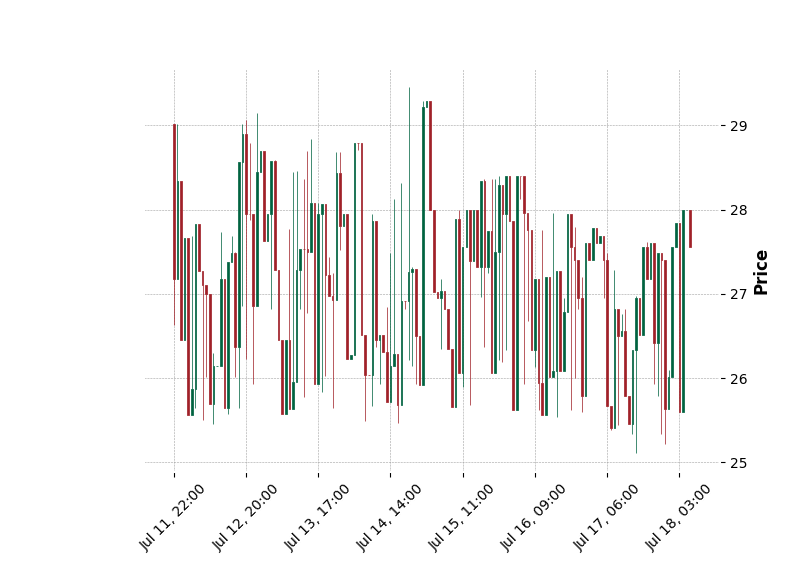 29
28
27
26
25
Price
Jul 11, 22:00
Jul 12, 20:00
Jul 13, 17:00
Jul 14, 14:00
Jul 15, 11:00
Jul 16, 09:00
Jul 17, 06:00
Jul 18, 03:00